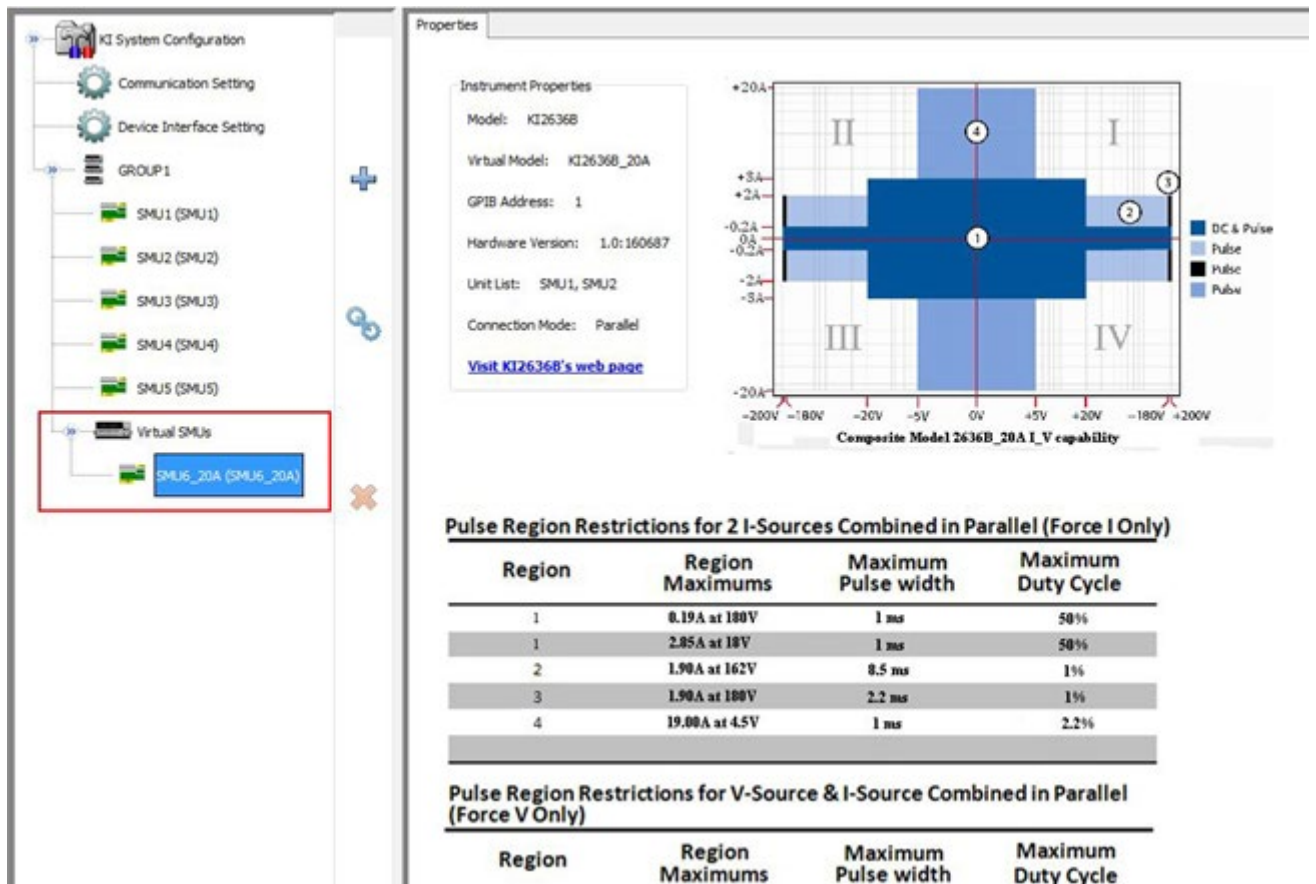 KI System Configuration
Communication Setting
Device Interface Setting
GROUP1
SMU1 (SMU1)
SMU2 (SMU2)
SMU3 (SMU3)
SMU4 (SMU4)
SMU5 (SMU5)
Virtual SMUs
SMU6_20A (SMU6_20A)
Properties
Instrument Properties
Model: KI2636B
Virtual Model: KI2636B_20A
GPIB Address: 1
Hardware Version: 1.0:160687
Unit List: SMU1, SMU2
Connection Mode: Parallel
Visit KI2636B's web page
+20A
+3A
+2A
-0.2A
0A
-0.2A
-2A
-3A
-20A
II
I
III
IV
4
3
2
1
DC & Pulse
Pulse
Pulse
Pulse
-200V -180V -20V -5V 0V +5V +20V -180V +200V
Composite Model 2636B_20A I_V capability
Pulse Region Restrictions for 2 I-Sources Combined in Parallel (Force I Only)
Region Region Maximums Maximum Pulse width Maximum Duty Cycle
1 0.19A at 180V 1 ms 50%
1 2.85A at 18V 1 ms 50%
2 1.90A at 162V 8.5 ms 1%
3 1.90A at 180V 2.2 ms 1%
4 19.00A at 4.5V 1 ms 2.2%
Pulse Region Restrictions for V-Source & I-Source Combined in Parallel
(Force V Only)
Region Region Maximums Maximum Pulse width Maximum Duty Cycle